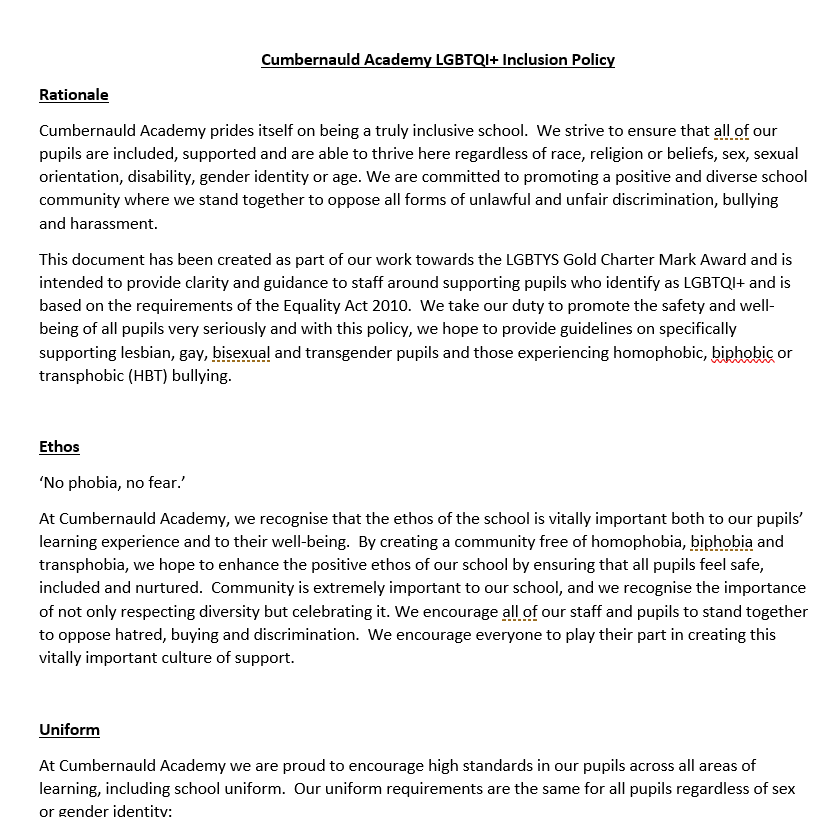 Cumbernauld Academy LGBTQI+ Inclusion Policy
Rationale
Cumbernauld Academy prides itself on being a truly inclusive school.  We strive to ensure that all of our
pupils are included, supported and are able to thrive here regardless of race, religion or beliefs, sex, sexual
orientation, disability, gender identity or age. We are committed to promoting a positive and diverse school
community where we stand together to oppose all forms of unlawful and unfair discrimination, bullying
and harassment.
This document has been created as part of our work towards the LGBTYS Gold Charter Mark Award and is
intended to provide clarity and guidance to staff around supporting pupils who identify as LGBTQI+ and is
based on the requirements of the Equality Act 2010.  We take our duty to promote the safety and well-
being of all pupils very seriously and with this policy, we hope to provide guidelines on specifically
supporting lesbian, gay, bisexual and transgender pupils and those experiencing homophobic, biphobic or
transphobic (HBT) bullying.
Ethos
‘No phobia, no fear.’
At Cumbernauld Academy, we recognise that the ethos of the school is vitally important both to our pupils’
learning experience and to their well-being.  By creating a community free of homophobia, biphobia and
transphobia, we hope to enhance the positive ethos of our school by ensuring that all pupils feel safe,
included and nurtured.  Community is extremely important to our school, and we recognise the importance
of not only respecting diversity but celebrating it. We encourage all of our staff and pupils to stand together
to oppose hatred, buying and discrimination.  We encourage everyone to play their part in creating this
vitally important culture of support.
Uniform
At Cumbernauld Academy we are proud to encourage high standards in our pupils across all areas of
learning, including school uniform.  Our uniform requirements are the same for all pupils regardless of sex
or gender identity: